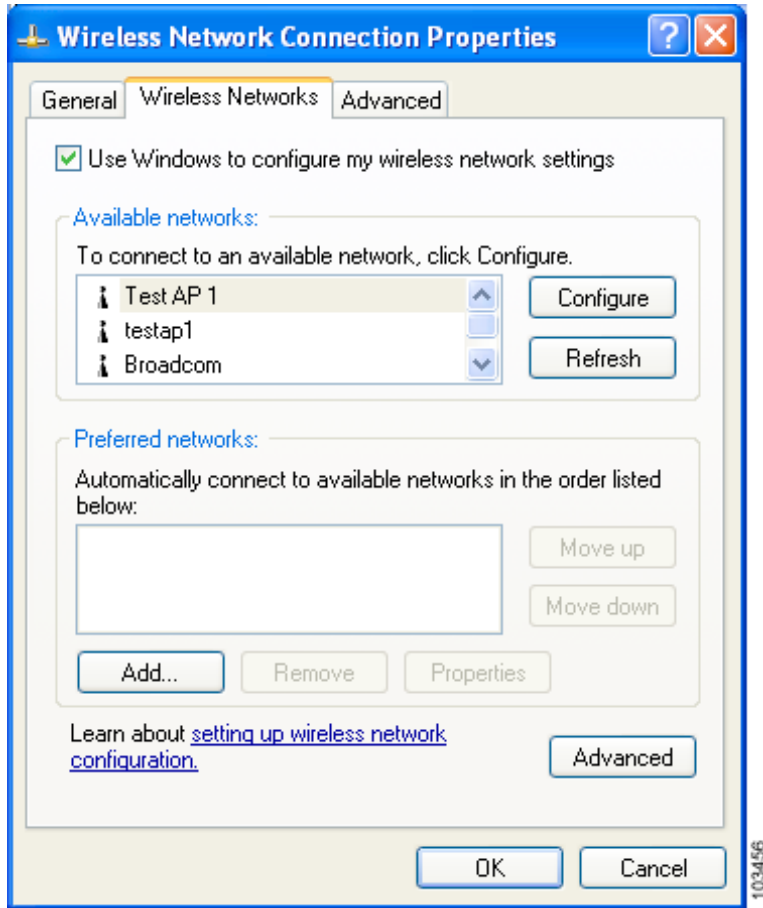 Wireless Network Connection Properties
?
General Wireless Networks Advanced
Use Windows to configure my wireless network settings
Available networks:
To connect to an available network, click Configure.
Test AP 1
testap1
Broadcom
Configure
Refresh
Preferred networks:
Automatically connect to available networks in the order listed
below:
Move up
Move down
Add...
Remove
Properties
Learn about setting up wireless network
configuration.
Advanced
OK
Cancel
103456